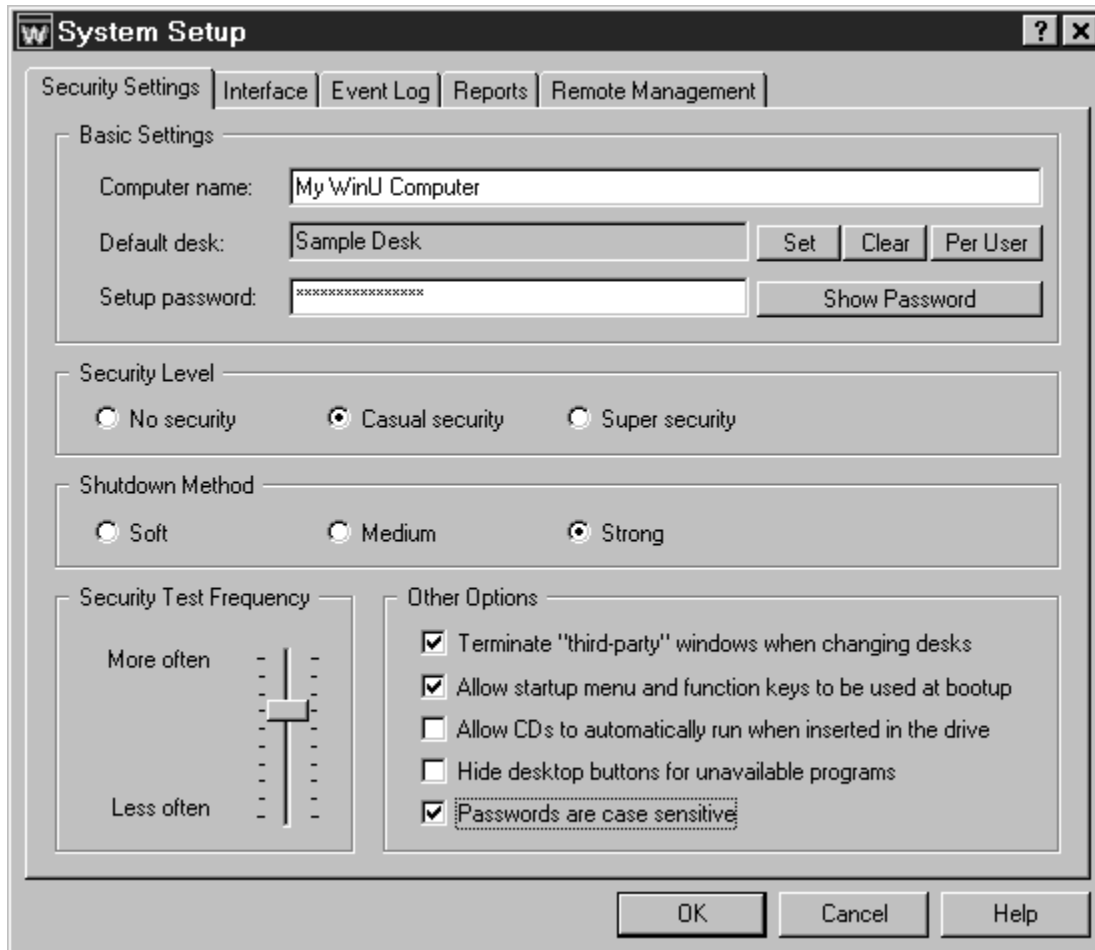 W System Setup ? ×
Security Settings Interface Event Log Reports Remote Management
Basic Settings
Computer name: My WinU Computer
Default desk: Sample Desk Set Clear Per User
Setup password: **************** Show Password
Security Level
No security Casual security Super security
Shutdown Method
Soft Medium Strong
Security Test Frequency Other Options
More often
Less often
Terminate "third-party" windows when changing desks
Allow startup menu and function keys to be used at bootup
Allow CDs to automatically run when inserted in the drive
Hide desktop buttons for unavailable programs
Passwords are case sensitive
OK Cancel Help